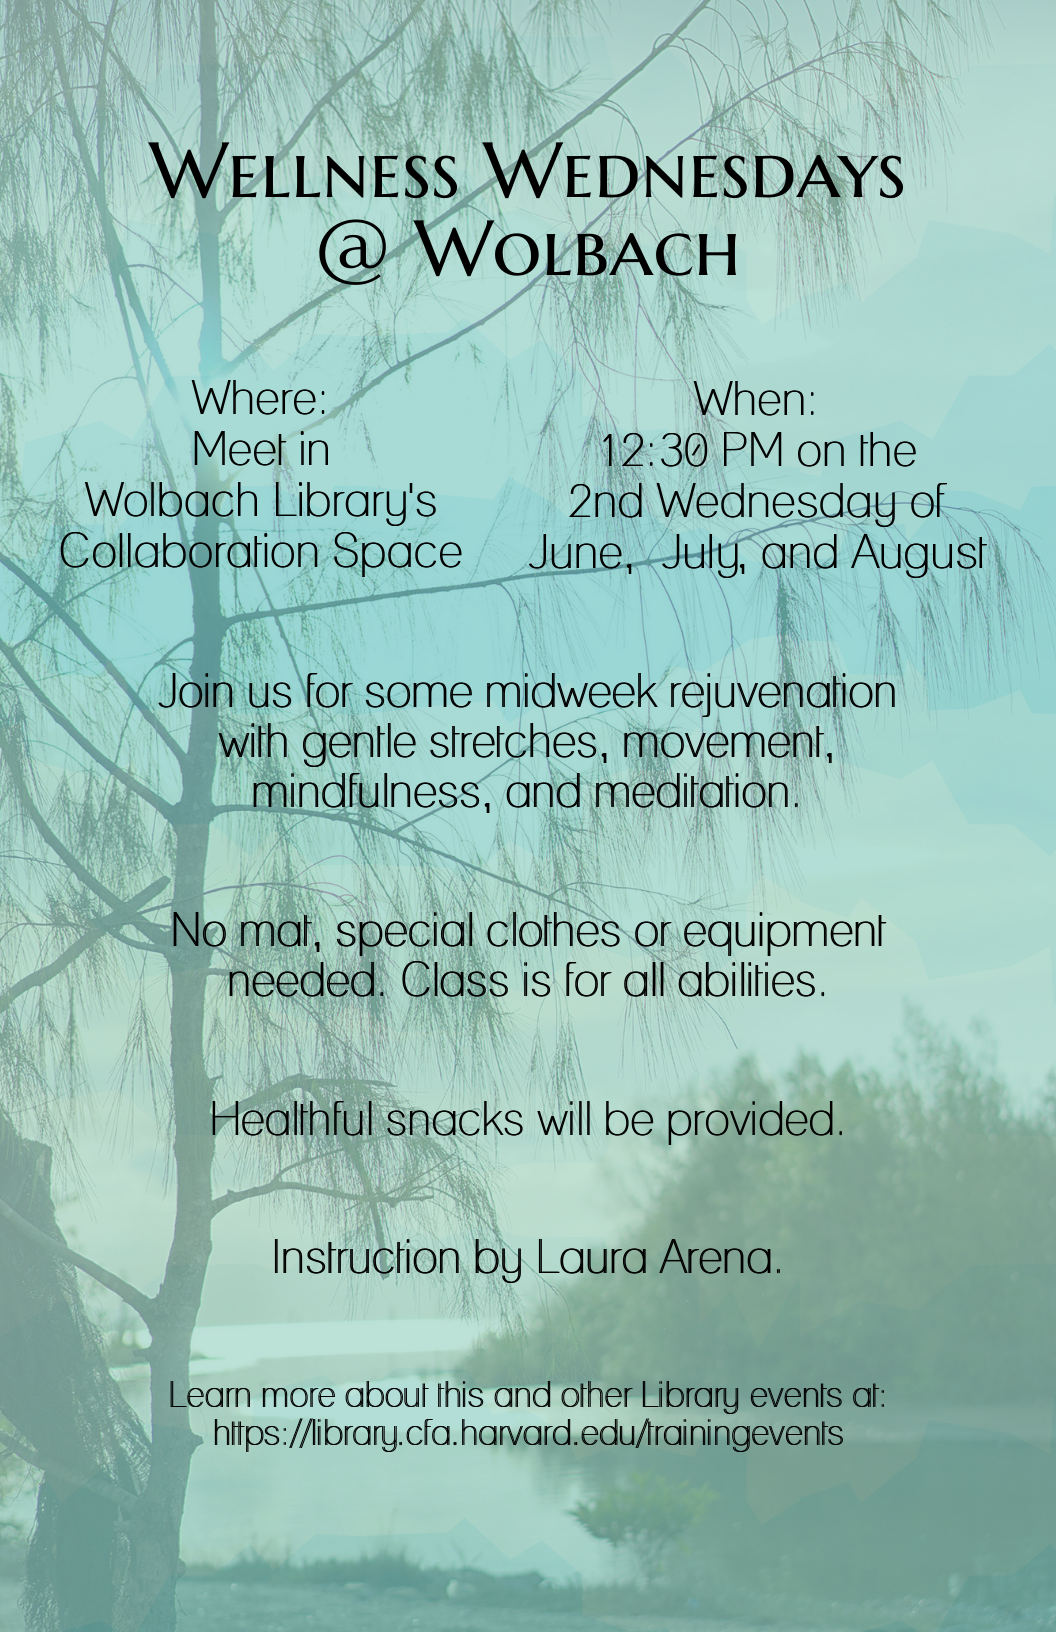 Wellness Wednesdays
@ Wolbach
Where:
Meet in
Wolbach Library's
Collaboration Space
When:
12:30 PM on the
2nd Wednesday of
June, July, and August
Join us for some midweek rejuvenation
with gentle stretches, movement,
mindfulness, and meditation.
No mat, special clothes or equipment
needed. Class is for all abilities.
Healthful snacks will be provided.
Instruction by Laura Arena.
Learn more about this and other Library events at:
https://library.cfa.harvard.edu/trainingevents